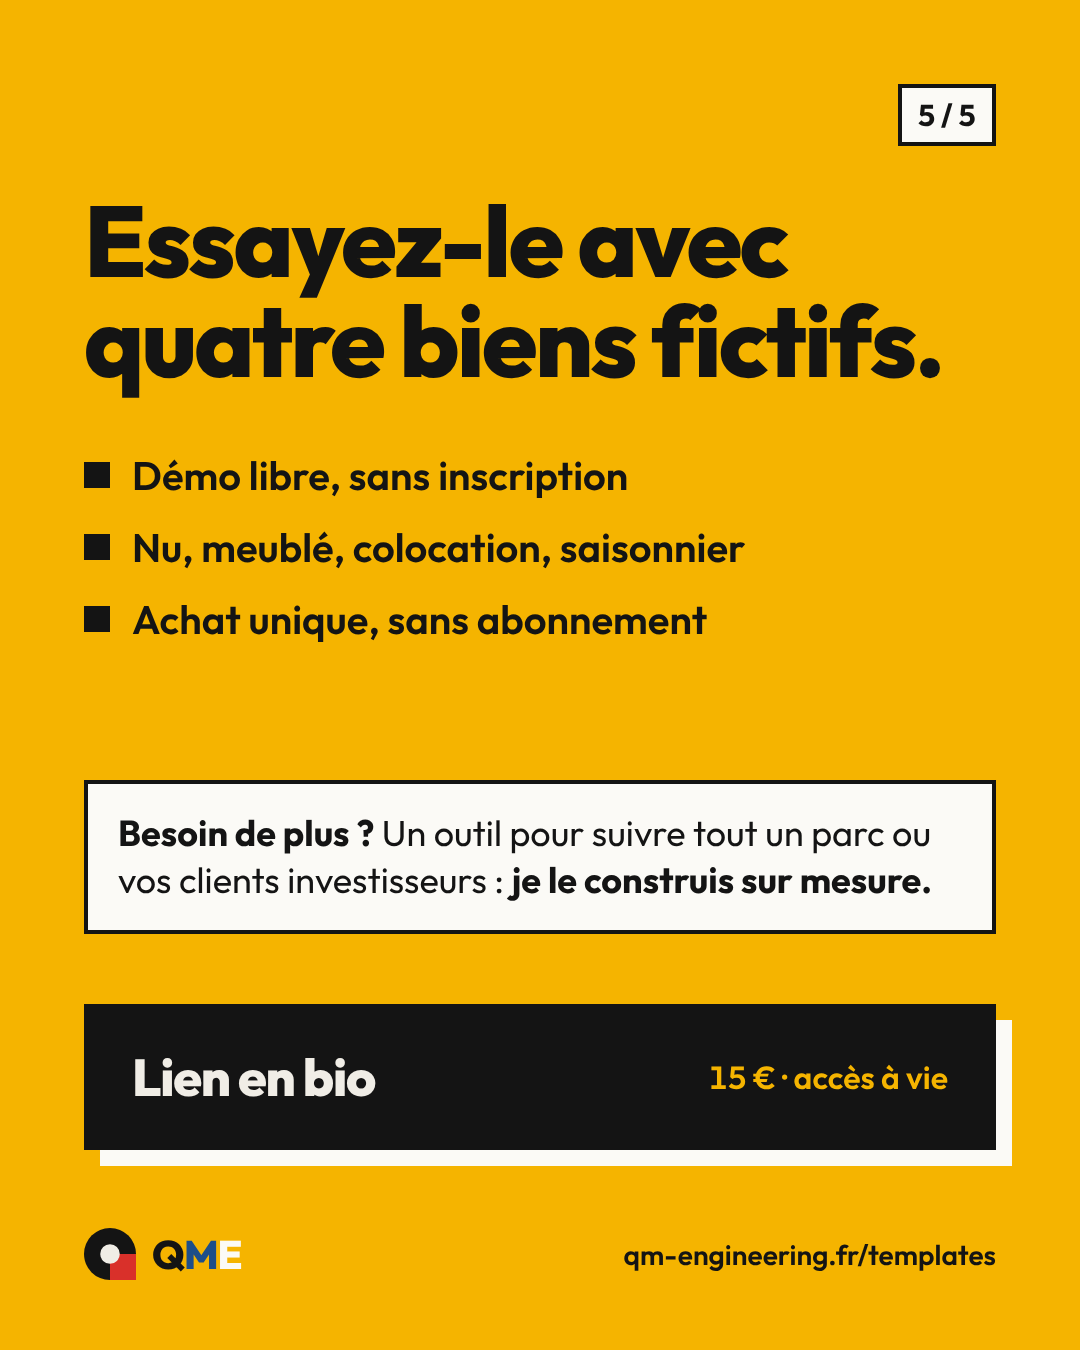 5 / 5
Essayez-le avec
quatre biens fictifs.
Démo libre, sans inscription
Nu, meublé, colocation, saisonnier
Achat unique, sans abonnement
Besoin de plus ? Un outil pour suivre tout un parc ou
vos clients investisseurs : je le construis sur mesure.
Lien en bio
15 € · accès à vie
QME
qm-engineering.fr/templates